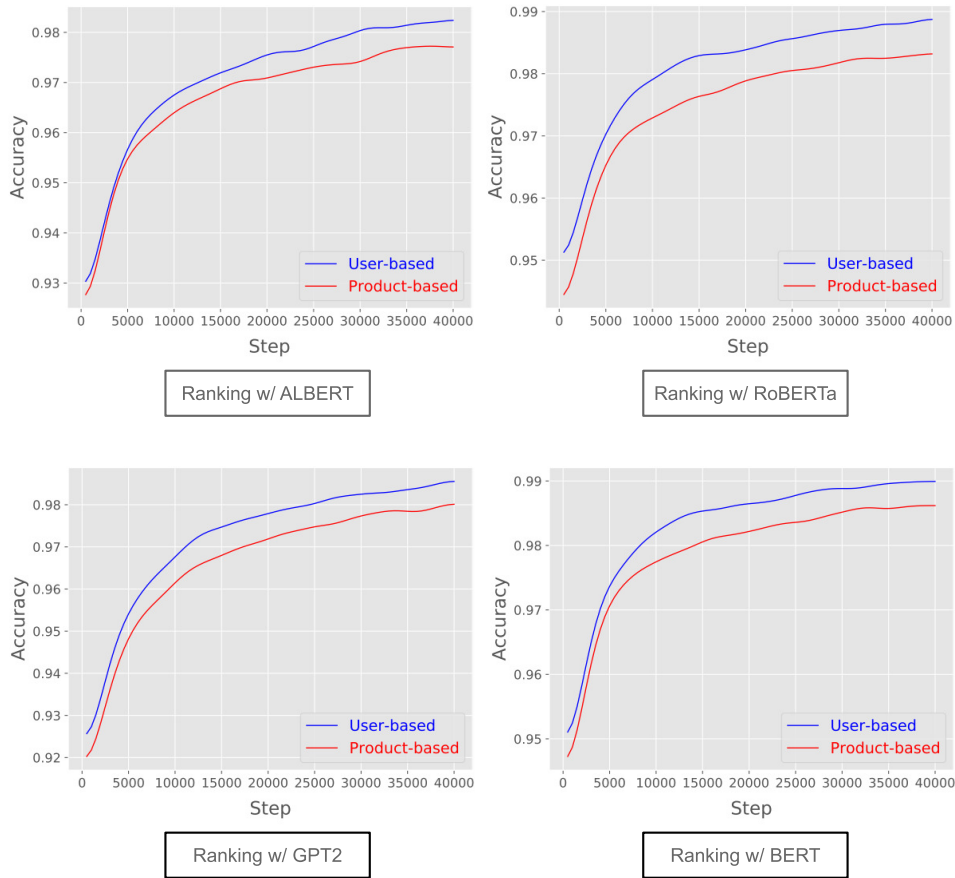 0.98
0.97
0.96
0.95
0.94
0.93
Accuracy
User-based
Product-based
0 5000 10000 15000 20000 25000 30000 35000 40000
Step
Ranking w/ ALBERT
0.99
0.98
0.97
0.96
0.95
Accuracy
User-based
Product-based
0 5000 10000 15000 20000 25000 30000 35000 40000
Step
Ranking w/ RoBERTa
0.98
0.97
0.96
0.95
0.94
0.93
0.92
Accuracy
User-based
Product-based
0 5000 10000 15000 20000 25000 30000 35000 40000
Step
Ranking w/ GPT2
0.99
0.98
0.97
0.96
0.95
Accuracy
User-based
Product-based
0 5000 10000 15000 20000 25000 30000 35000 40000
Step
Ranking w/ BERT